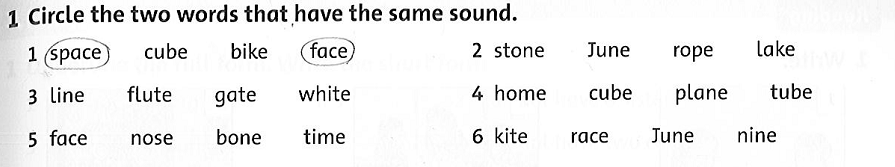 1 Circle the two words that have the same sound.
1 space cube bike face 2 stone June rope lake
3 line flute gate white 4 home cube plane tube
5 face nose bone time 6 kite race June nine